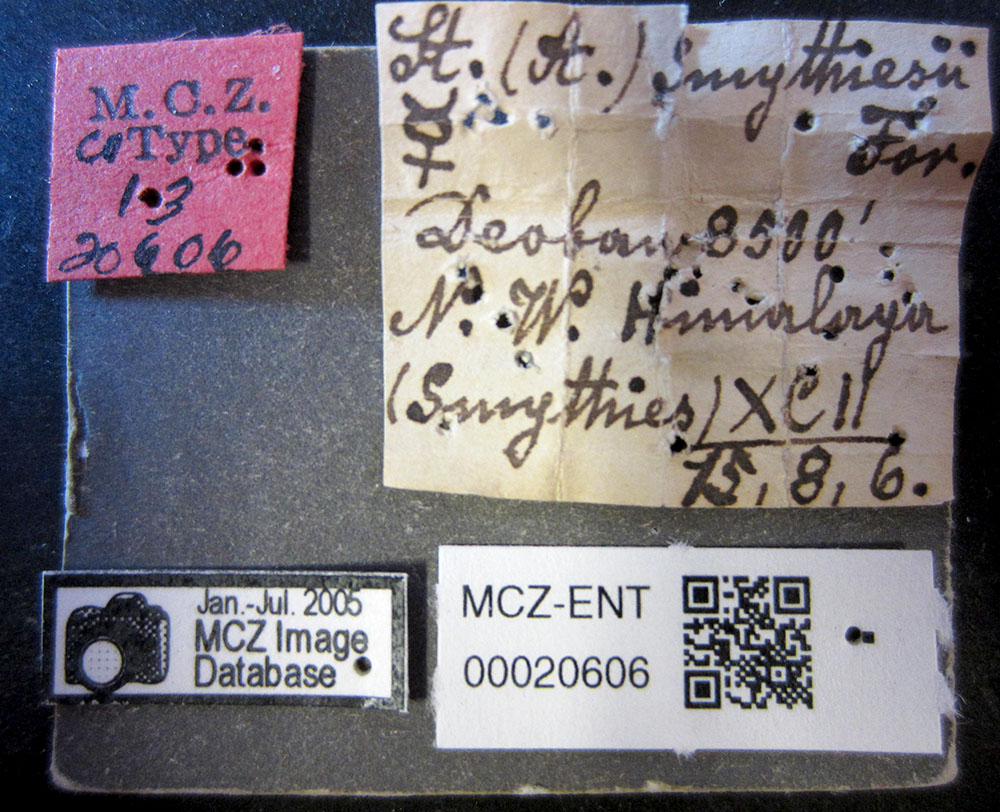 M.C.Z.
CoType
1-3
20606
St. (A.) Smythiesii
☿ For.
Deoban 8500'.
N. W. Himalaya
(Smythies) XCII
15, 8, 6.
Jan.-Jul. 2005
MCZ Image
Database
MCZ-ENT
00020606